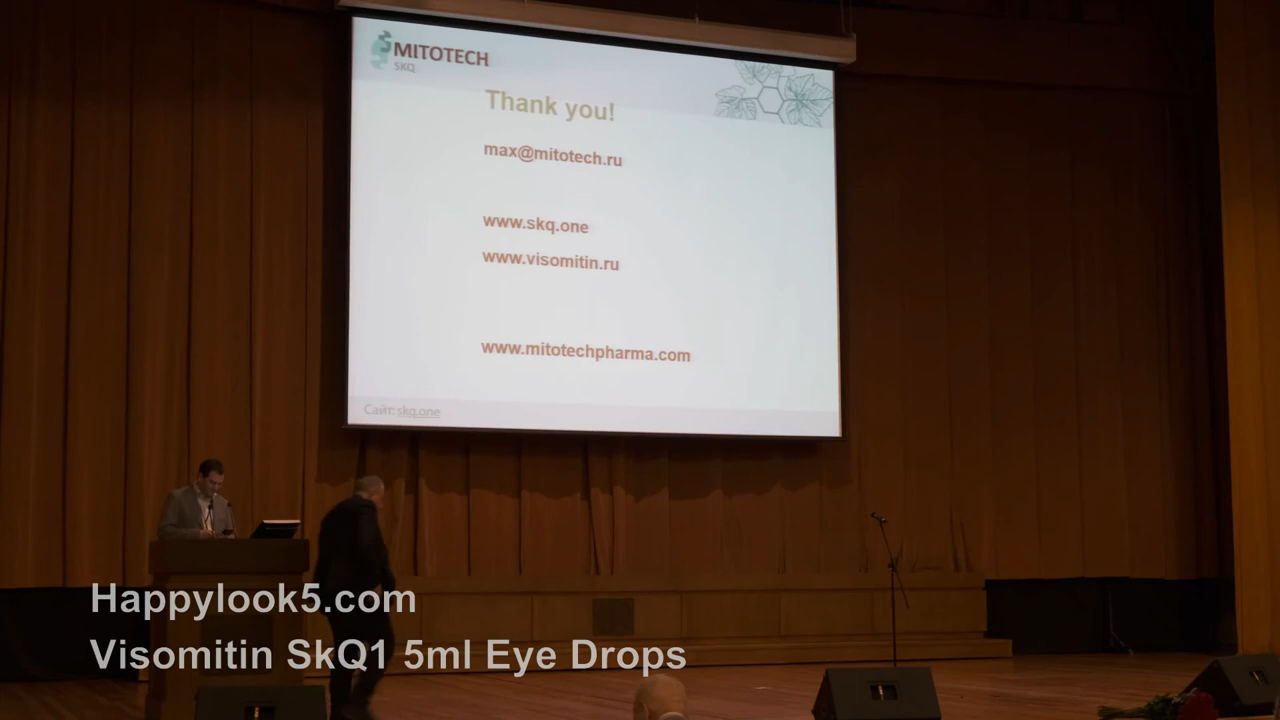 MITOTECH
SKQ
Thank you!
max@mitotech.ru
www.skq.one
www.visomitin.ru
www.mitotechpharma.com
Сайт: skq.one
Happylook5.com
Visomitin SkQ1 5ml Eye Drops